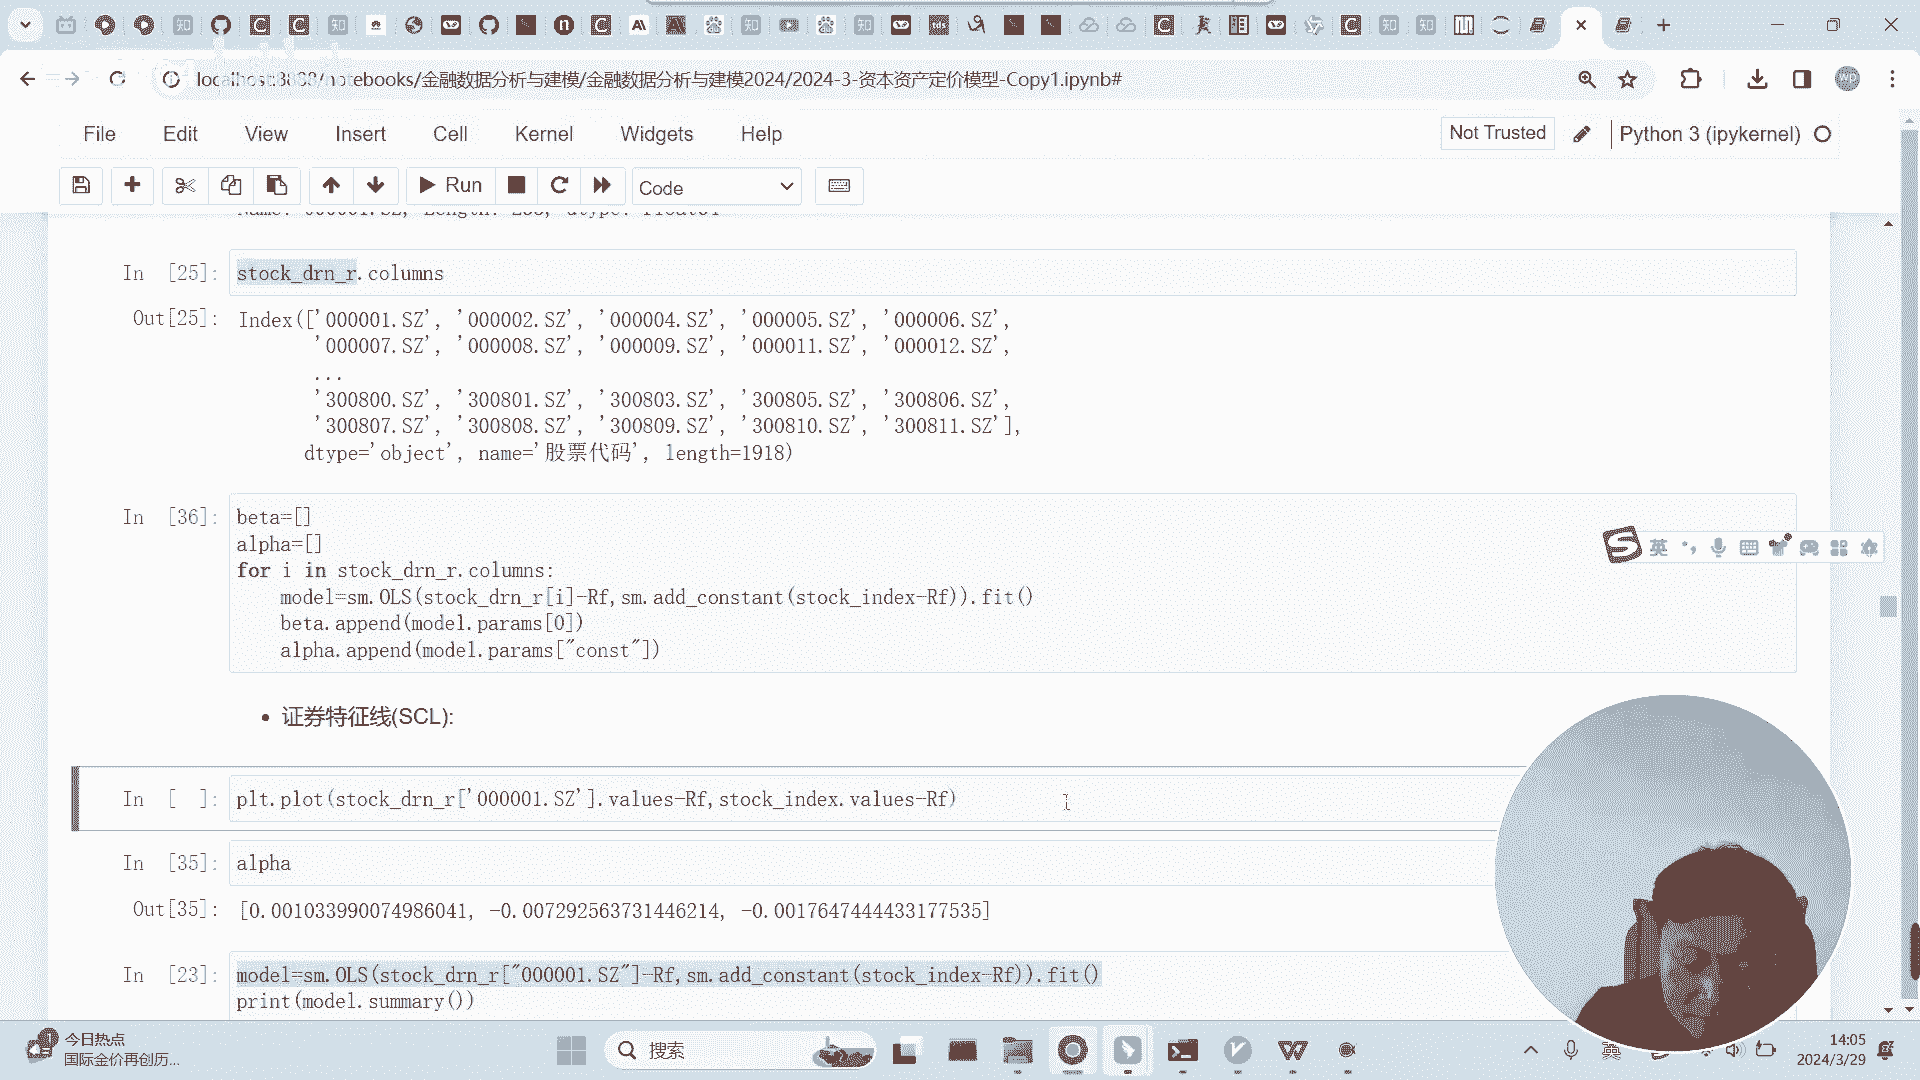 localhost:8888/notebooks/金融数据分析与建模/金融数据分析与建模2024/2024-3-资本资产定价模型-Copy1.ipynb#
File Edit View Insert Cell Kernel Widgets Help
Not Trusted
Python 3 (ipykernel)
Run
Code
In [25]: stock_drn_r.columns
Out[25]: Index(['000001.SZ', '000002.SZ', '000004.SZ', '000005.SZ', '000006.SZ',
'000007.SZ', '000008.SZ', '000009.SZ', '000011.SZ', '000012.SZ',
...
'300800.SZ', '300801.SZ', '300803.SZ', '300805.SZ', '300806.SZ',
'300807.SZ', '300808.SZ', '300809.SZ', '300810.SZ', '300811.SZ'],
dtype='object', name='股票代码', length=1918)
In [36]: beta=[]
alpha=[]
for i in stock_drn_r.columns:
model=sm.OLS(stock_drn_r[i]-Rf,sm.add_constant(stock_index-Rf)).fit()
beta.append(model.params[0])
alpha.append(model.params["const"])
英
• 证券特征线(SCL):
In [ ]: plt.plot(stock_drn_r['000001.SZ'].values-Rf,stock_index.values-Rf)
In [35]: alpha
Out[35]: [0.001033990074986041, -0.007292563731446214, -0.0017647444433177535]
In [23]: model=sm.OLS(stock_drn_r["000001.SZ"]-Rf,sm.add_constant(stock_index-Rf)).fit()
print(model.summary())
今日热点
国际金价再创历...
搜索
英
14:05
2024/3/29